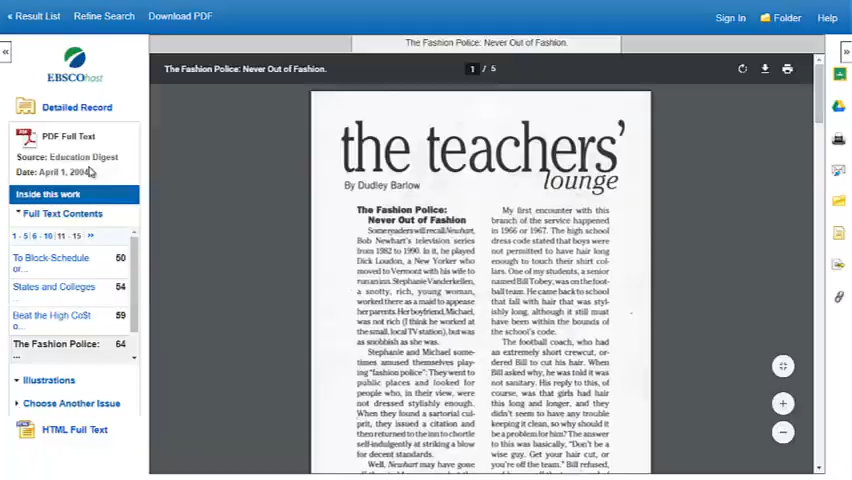 « Result List Refine Search Download PDF Sign In Folder Help
The Fashion Police: Never Out of Fashion.
« »
The Fashion Police: Never Out of Fashion. 1 / 5
EBSCOhost
Detailed Record
PDF Full Text
Source: Education Digest
Date: April 1, 2004
Inside this work
Full Text Contents
1 - 5|6 - 10|11 - 15 »
To Block-Schedule or... 50
States and Colleges ... 54
Beat the High Co$t o... 59
The Fashion Police: ... 64
Illustrations
Choose Another Issue
HTML Full Text
the teachers'
lounge
By Dudley Barlow
The Fashion Police:
Never Out of Fashion
Some readers will recall Newhart,
Bob Newhart's television series
from 1982 to 1990. In it, he played
Dick Loudon, a New Yorker who
moved to Vermont with his wife to
run an inn. Stephanie Vanderkellen,
a snotty, rich, young woman,
worked there as a maid to appease
her parents. Her boyfriend, Michael,
was not rich (I think he worked at
the small, local TV station), but was
as snobbish as she was.
Stephanie and Michael some-
times amused themselves play-
ing "fashion police": They went to
public places and looked for
people who, in their view, were
not dressed stylishly enough.
When they found a sartorial cul-
prit, they issued a citation and
then returned to the inn to chortle
self-indulgently at striking a blow
for decent standards.
Well, Newhart may have gone
My first encounter with this
branch of the service happened
in 1966 or 1967. The high school
dress code stated that boys were
not permitted to have hair long
enough to touch their shirt col-
lars. One of my students, a senior
named Bill Tobey, was on the foot-
ball team. He came back to school
that fall with hair that was styl-
ishly long, although it still must
have been within the bounds of
the school's code.
The football coach, who had
an extremely short crewcut, or-
dered Bill to cut his hair. When
Bill asked why, he was told it was
not sanitary. His reply to this, of
course, was that girls had hair
this long and longer, and they
didn't seem to have any trouble
keeping it clean, so why should it
be a problem for him? The answer
to this was basically, "Don't be a
wise guy. Get your hair cut, or
you're off the team." Bill refused,